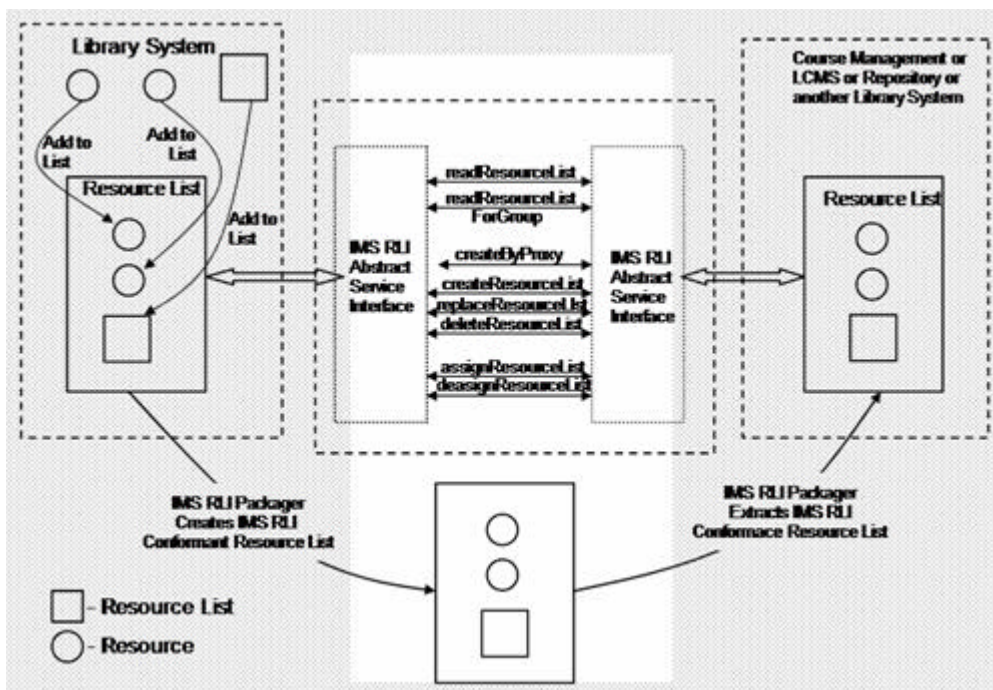 Library System
Add to
List
Add to
List
Add to
List
Resource List
IMS RLI
Abstract
Service
Interface
readResourceList
readResourceList
ForGroup
createByProxy
createResourceList
replaceResourceList
deleteResourceList
assignResourceList
deasignResourceList
IMS RLI
Abstract
Service
Interface
Course Management or
LCMS or Repository or
another Library System
Resource List
IMS RLI Packager
Creates IMS RLI
Conformant Resource List
IMS RLI Packager
Extracts IMS RLI
Conformace Resource List
- Resource List
- Resource